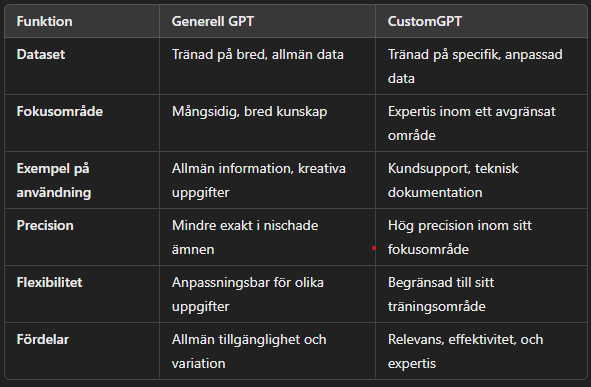 Funktion Generell GPT CustomGPT
Dataset Tränad på bred, allmän data Tränad på specifik, anpassad
data
Fokusområde Mångsidig, bred kunskap Expertis inom ett avgränsat
område
Exempel på Allmän information, kreativa Kundsupport, teknisk
användning uppgifter dokumentation
Precision Mindre exakt i nischade Hög precision inom sitt
ämnen fokusområde
Flexibilitet Anpassningsbar för olika Begränsad till sitt
uppgifter träningsområde
Fördelar Allmän tillgänglighet och Relevans, effektivitet, och
variation expertis